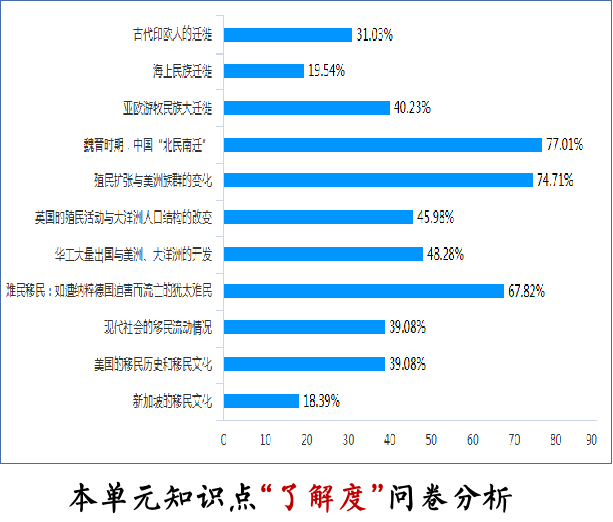 古代印欧人的迁徙 31.03%
海上民族迁徙 19.54%
亚欧游牧民族大迁徙 40.23%
魏晋时期，中国“北民南迁” 77.01%
殖民扩张与美洲族群的变化 74.71%
英国的殖民活动与大洋洲人口结构的改变 45.98%
华工大量出国与美洲、大洋洲的开发 48.28%
难民移民：如遭纳粹德国迫害而流亡的犹太难民 67.82%
现代社会的移民流动情况 39.08%
美国的移民历史和移民文化 39.08%
新加坡的移民文化 18.39%
0 10 20 30 40 50 60 70 80 90
本单元知识点“了解度”问卷分析